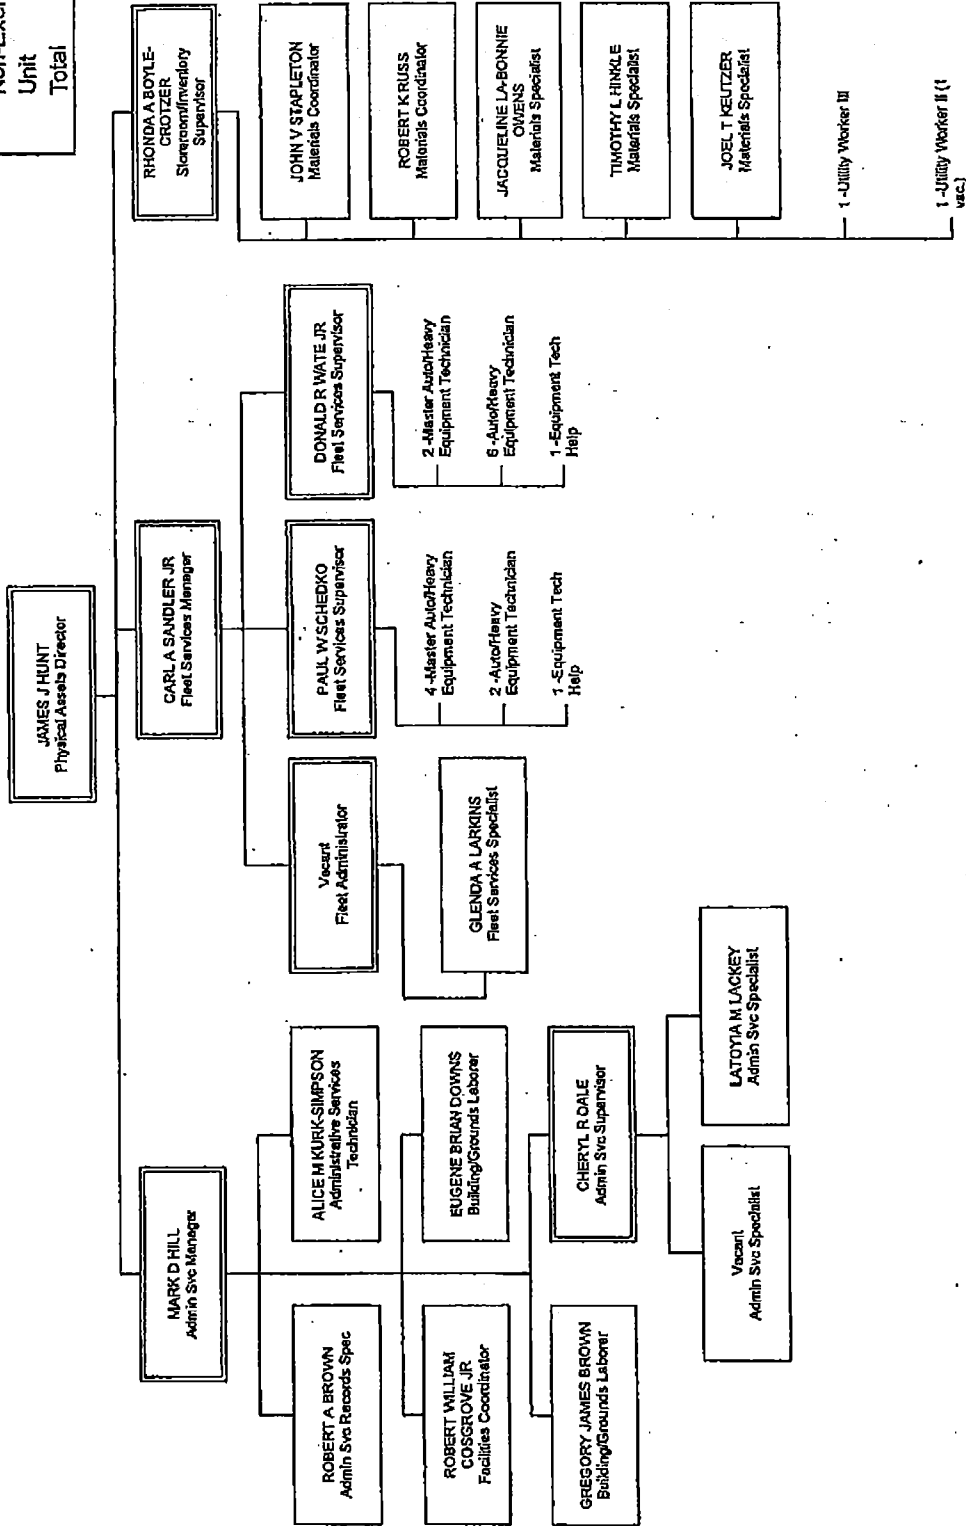 Unit
Total
JAMES J HUNT
Physical Assets Director
MARK D HILL
Admin Svc Manager
CARL A SANDLER JR
Fleet Services Manager
RHONDA A BOYLE-
CROTZER
Storeroom/Inventory
Supervisor
ROBERT A BROWN
Admin Svc Records Spec
ALICE M KURK-SIMPSON
Administrative Services
Technician
ROBERT WILLIAM
COSGROVE JR
Facilities Coordinator
EUGENE BRIAN DOWNS
Building/Grounds Laborer
GREGORY JAMES BROWN
Building/Grounds Laborer
CHERYL R DALE
Admin Svc Supervisor
Vacant
Admin Svc Specialist
LATOYIA M LACKEY
Admin Svc Specialist
Vacant
Fleet Administrator
GLENDA A LARKINS
Fleet Services Specialist
PAUL W SCHEDKO
Fleet Services Supervisor
4 -Master Auto/Heavy
Equipment Technician
2 -Auto/Heavy
Equipment Technician
1 -Equipment Tech
Help
DONALD R WATE JR
Fleet Services Supervisor
2 -Master Auto/Heavy
Equipment Technician
6 -Auto/Heavy
Equipment Technician
1 -Equipment Tech
Help
JOHN V STAPLETON
Materials Coordinator
ROBERT K RUSS
Materials Coordinator
JACQUELINE LA-BONNIE
OWENS
Materials Specialist
TIMOTHY L HINKLE
Materials Specialist
JOEL T KEUTZER
Materials Specialist
1 -Utility Worker III
1 -Utility Worker II (1
vac.)